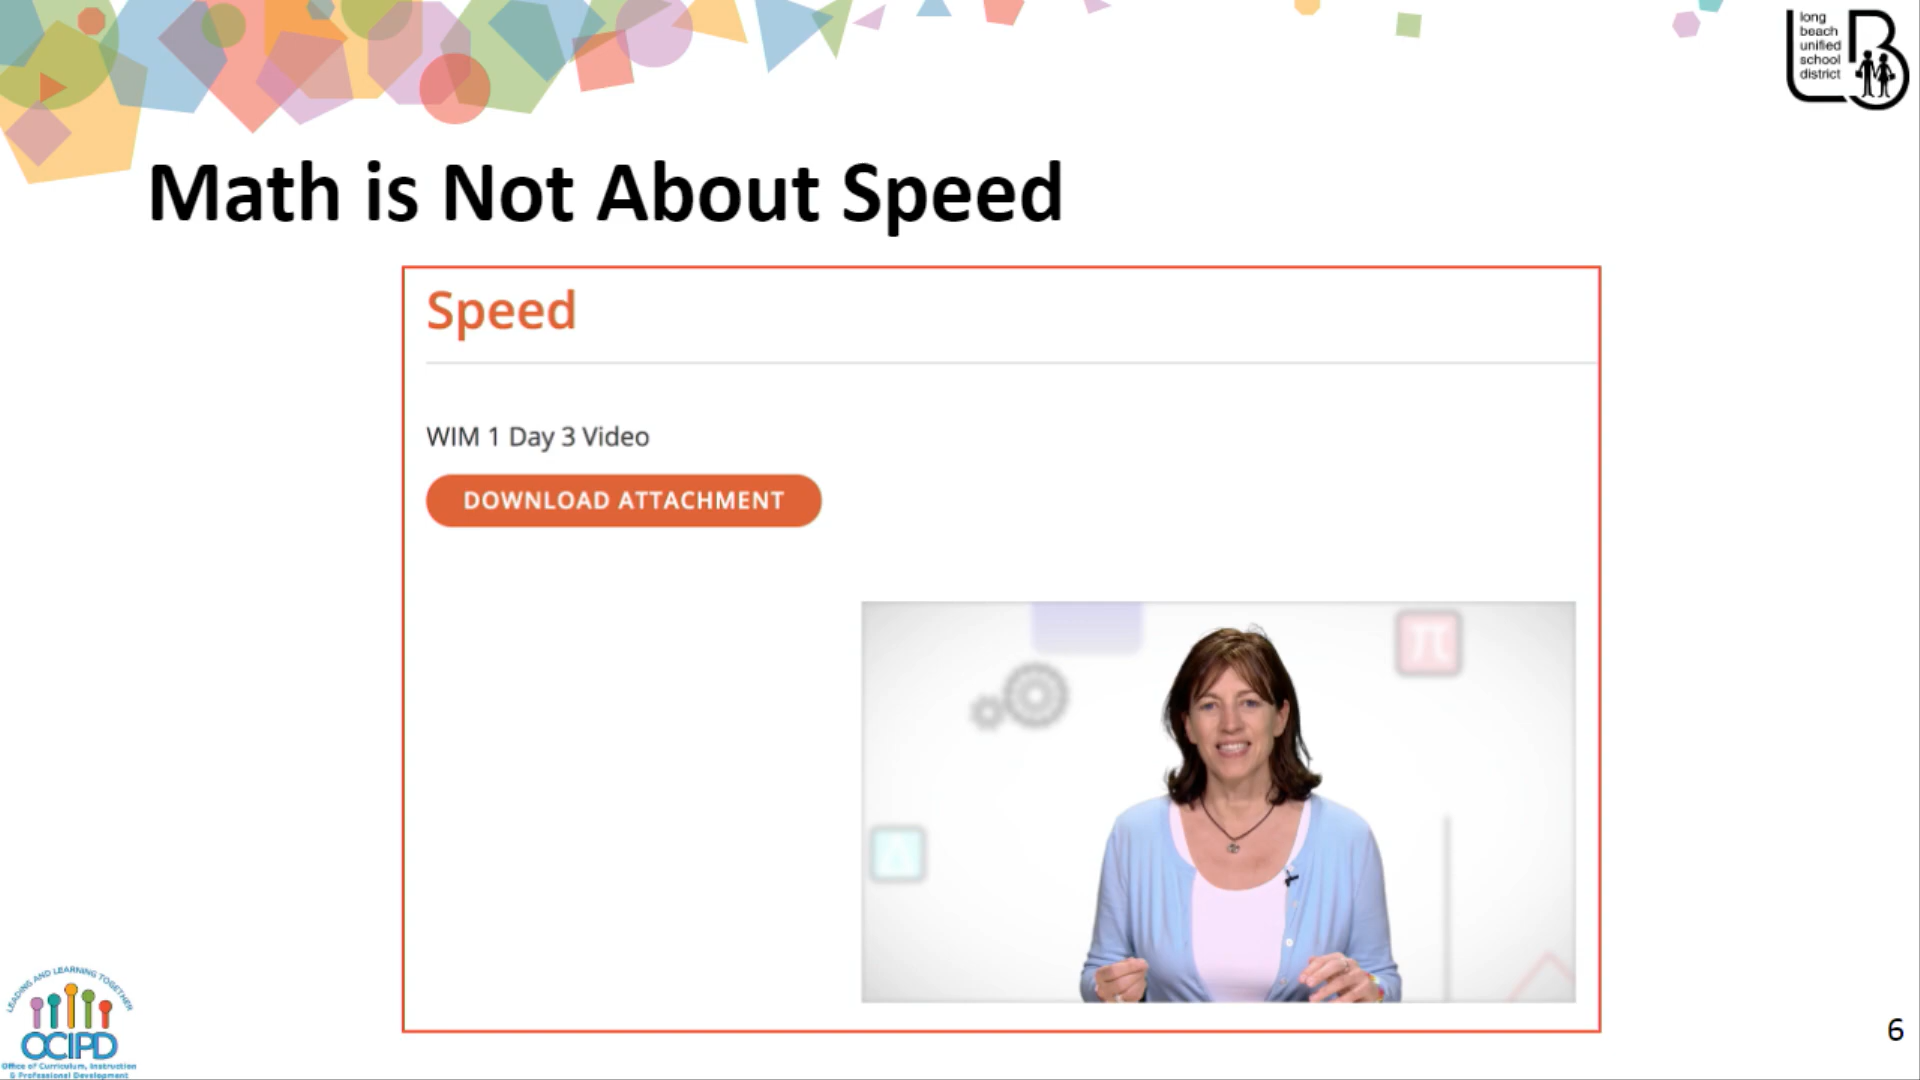 long
beach
unified
school
district
Math is Not About Speed
Speed
WIM 1 Day 3 Video
DOWNLOAD ATTACHMENT
π
LEADING AND LEARNING TOGETHER
OCIPD
Office of Curriculum, Instruction
& Professional Development
6